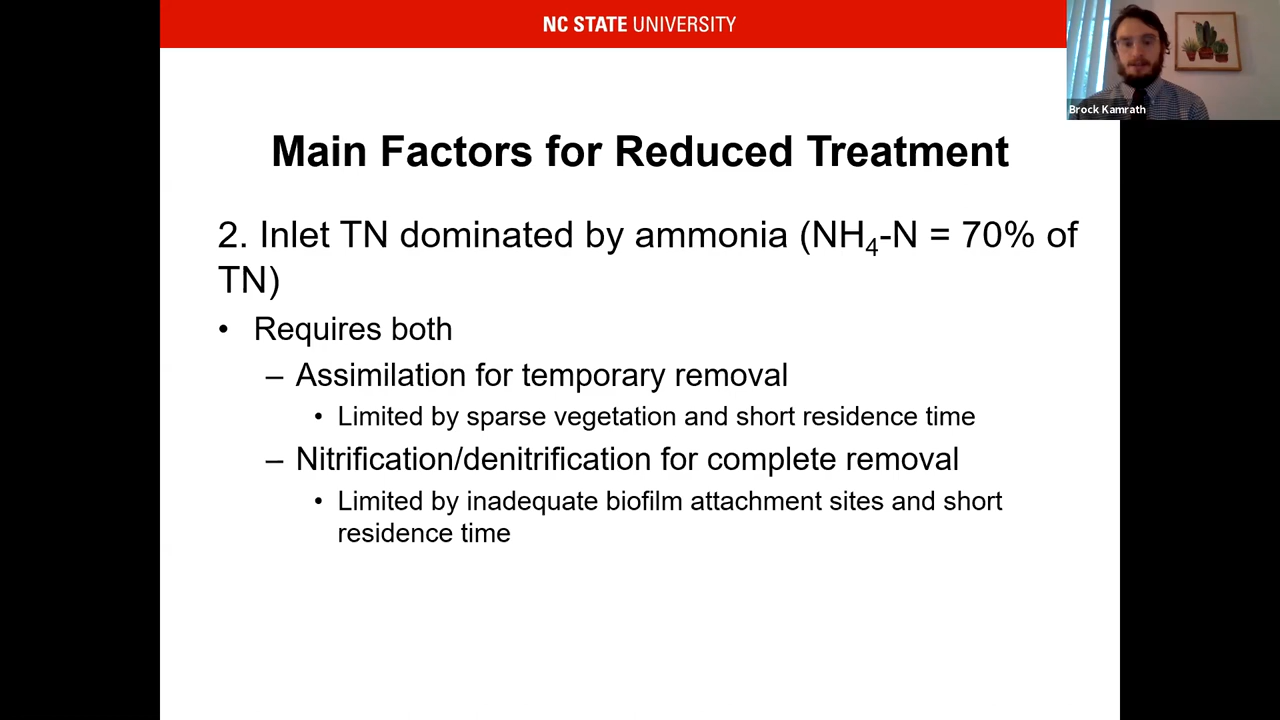 NC STATE UNIVERSITY
Brock Kamrath
Main Factors for Reduced Treatment
2. Inlet TN dominated by ammonia (NH₄-N = 70% of
TN)
• Requires both
– Assimilation for temporary removal
• Limited by sparse vegetation and short residence time
– Nitrification/denitrification for complete removal
• Limited by inadequate biofilm attachment sites and short
residence time